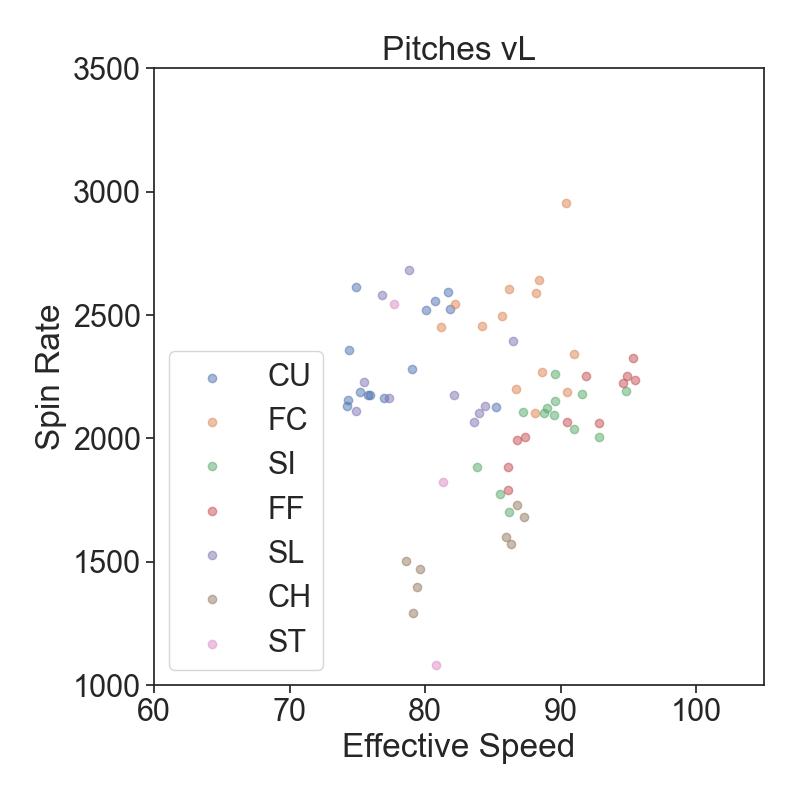 Pitches vL
3500
3000
2500
2000
1500
1000
Spin Rate
CU
FC
SI
FF
SL
CH
ST
60 70 80 90 100
Effective Speed